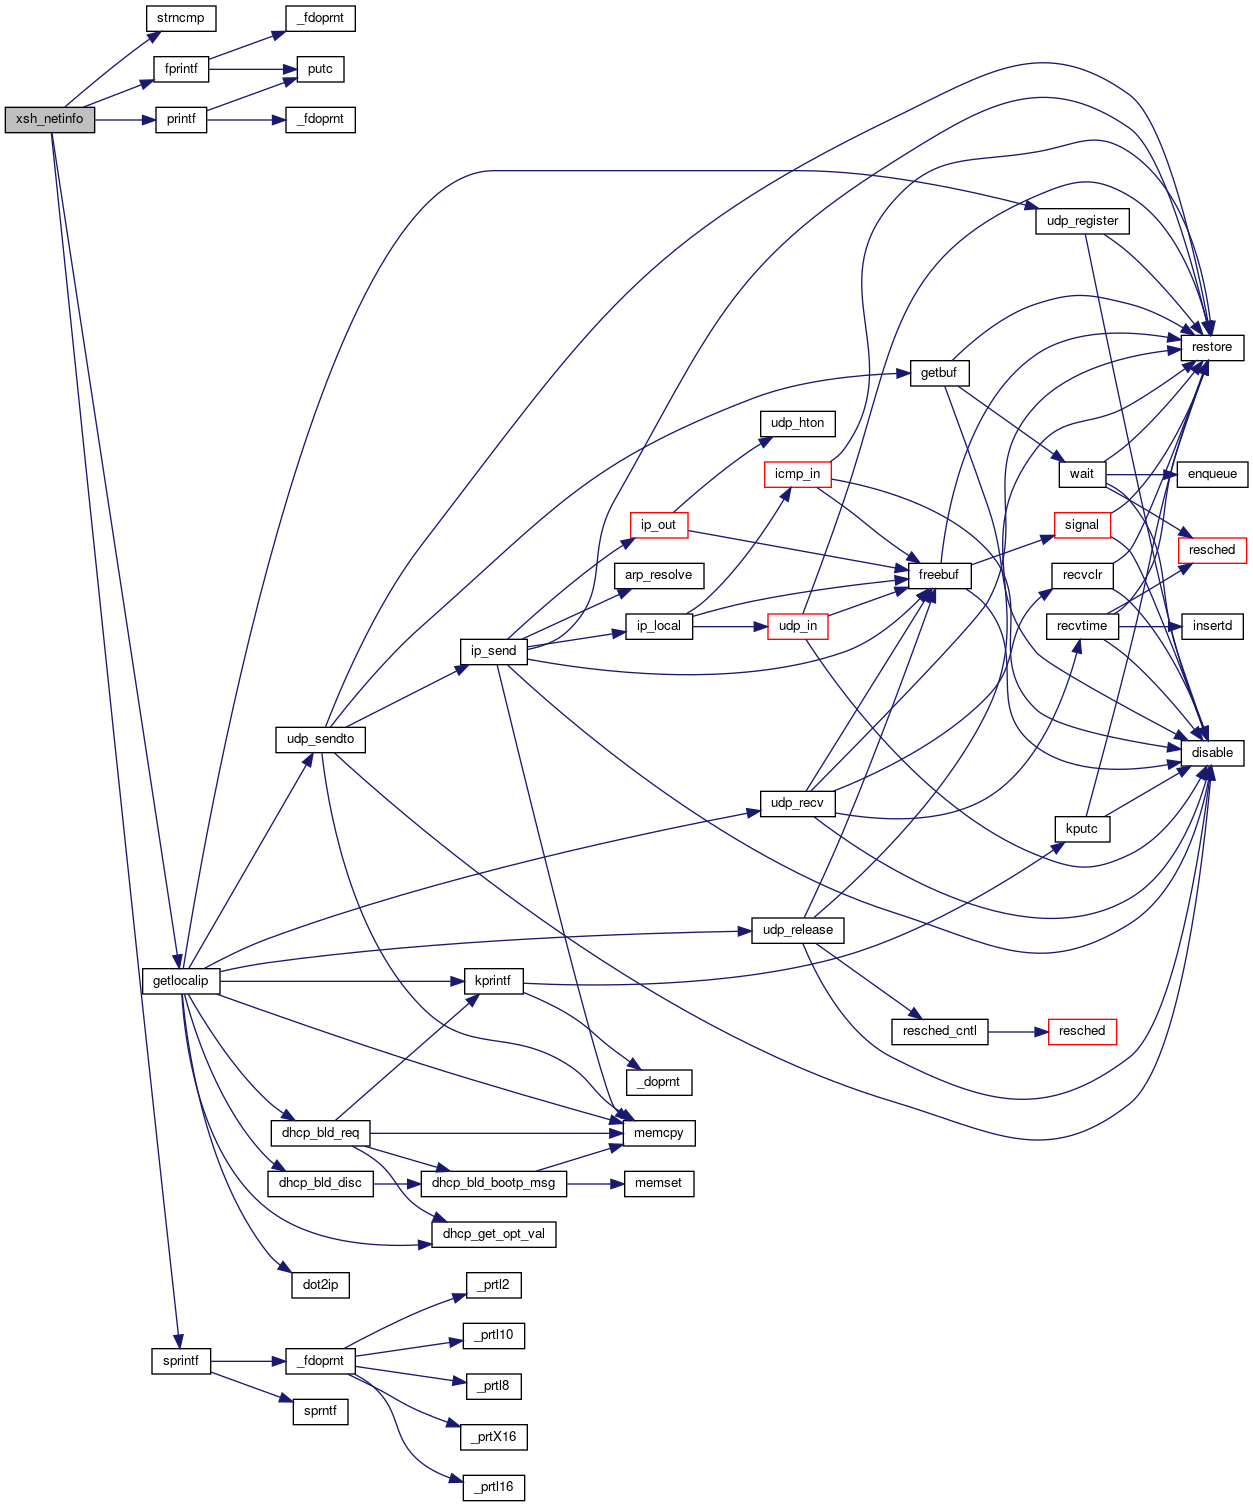 strncmp
_fdoprnt
fprintf
putc
xsh_netinfo
printf
_fdoprnt
udp_register
restore
getbuf
udp_hton
icmp_in
wait
enqueue
ip_out
signal
resched
arp_resolve
freebuf
recvclr
ip_local
udp_in
recvtime
insertd
ip_send
udp_sendto
disable
udp_recv
kputc
udp_release
getlocalip
kprintf
resched_cntl
resched
_doprnt
dhcp_bld_req
memcpy
dhcp_bld_disc
dhcp_bld_bootp_msg
memset
dhcp_get_opt_val
dot2ip
_prtl2
_prtl10
sprintf
_fdoprnt
_prtl8
sprntf
_prtX16
_prtl16